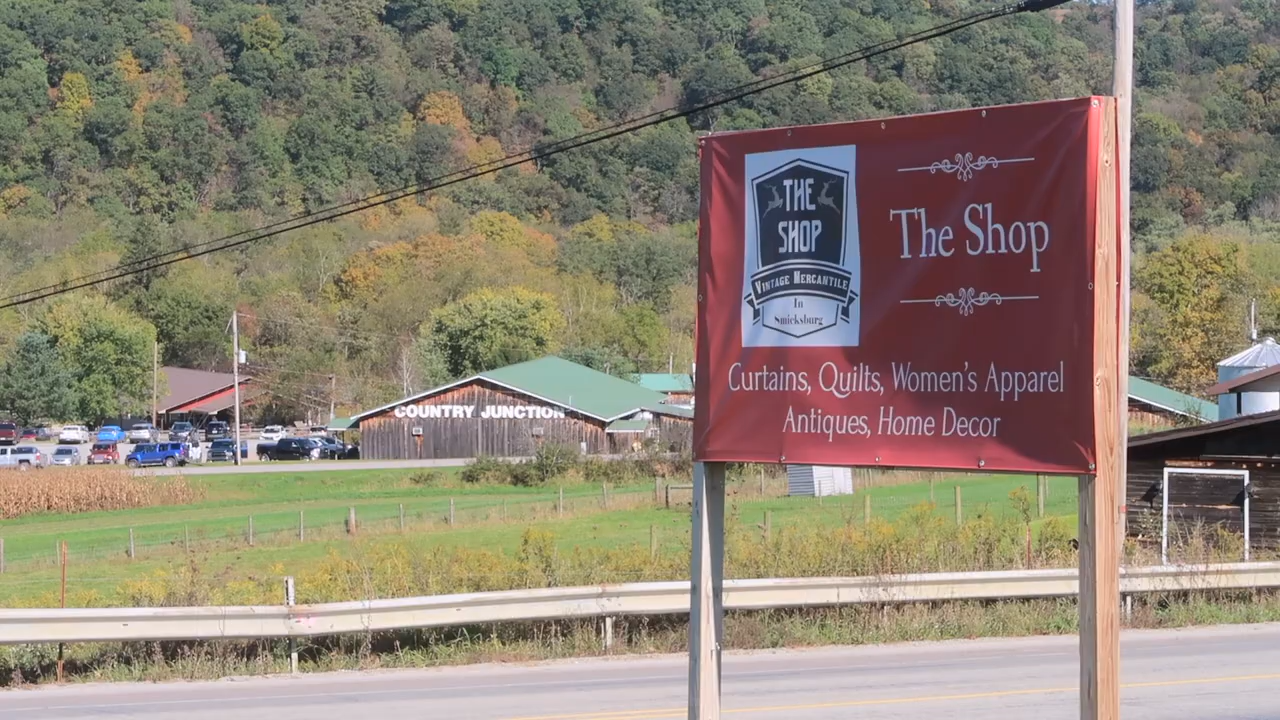 THE
SHOP
VINTAGE MERCANTILE
In
Smicksburg
The Shop
Curtains, Quilts, Women's Apparel
Antiques, Home Decor
COUNTRY JUNCTION